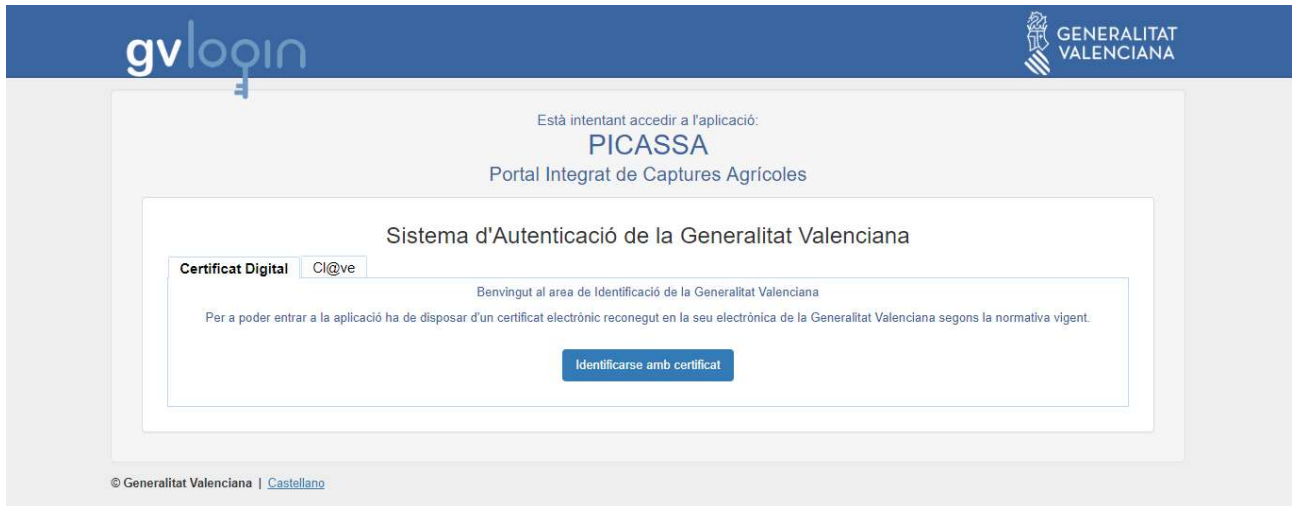 gvlogin
GENERALITAT
VALENCIANA
Està intentant accedir a l'aplicació:
PICASSA
Portal Integrat de Captures Agrícoles
Sistema d'Autenticació de la Generalitat Valenciana
Certificat Digital Cl@ve
Benvingut al area de Identificació de la Generalitat Valenciana
Per a poder entrar a la aplicació ha de disposar d'un certificat electrónic reconegut en la seu electrónica de la Generalitat Valenciana segons la normativa vigent.
Identificarse amb certificat
© Generalitat Valenciana | Castellano